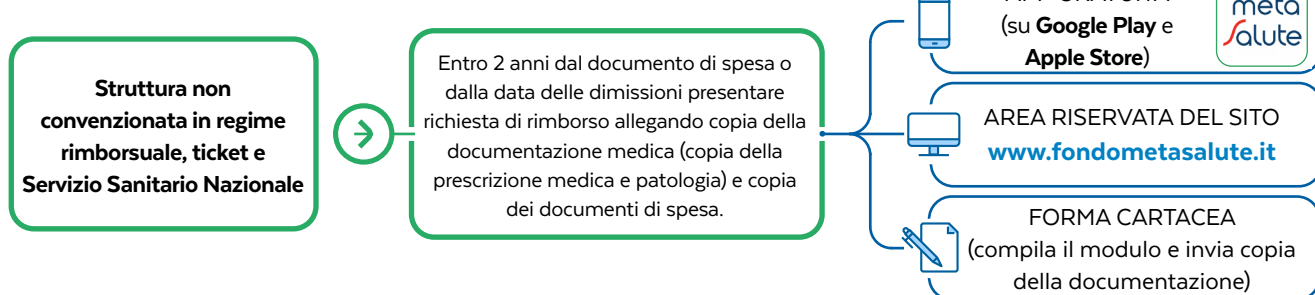 Struttura non
convenzionata in regime
rimborsuale, ticket e
Servizio Sanitario Nazionale
Entro 2 anni dal documento di spesa o
dalla data delle dimissioni presentare
richiesta di rimborso allegando copia della
documentazione medica (copia della
prescrizione medica e patologia) e copia
dei documenti di spesa.
(su Google Play e
Apple Store)
meta
salute
AREA RISERVATA DEL SITO
www.fondometasalute.it
FORMA CARTACEA
(compila il modulo e invia copia
della documentazione)